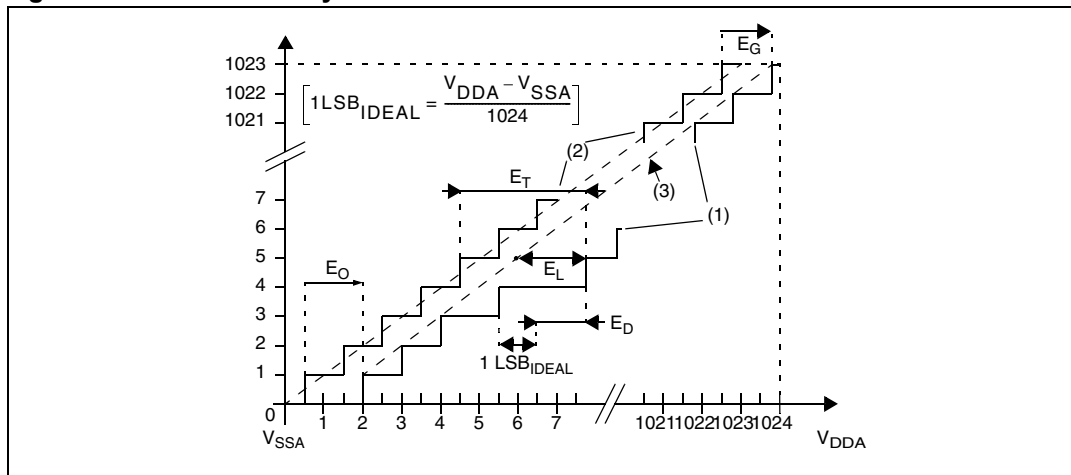 E_G
1023
1022
1021
[1LSB_IDEAL = (V_DDA – V_SSA) / 1024]
(2)
(3)
(1)
E_T
7
6
5
4
3
2
1
0
E_O
E_L
E_D
1 LSB_IDEAL
1 2 3 4 5 6 7 1021 1022 1023 1024
V_SSA
V_DDA